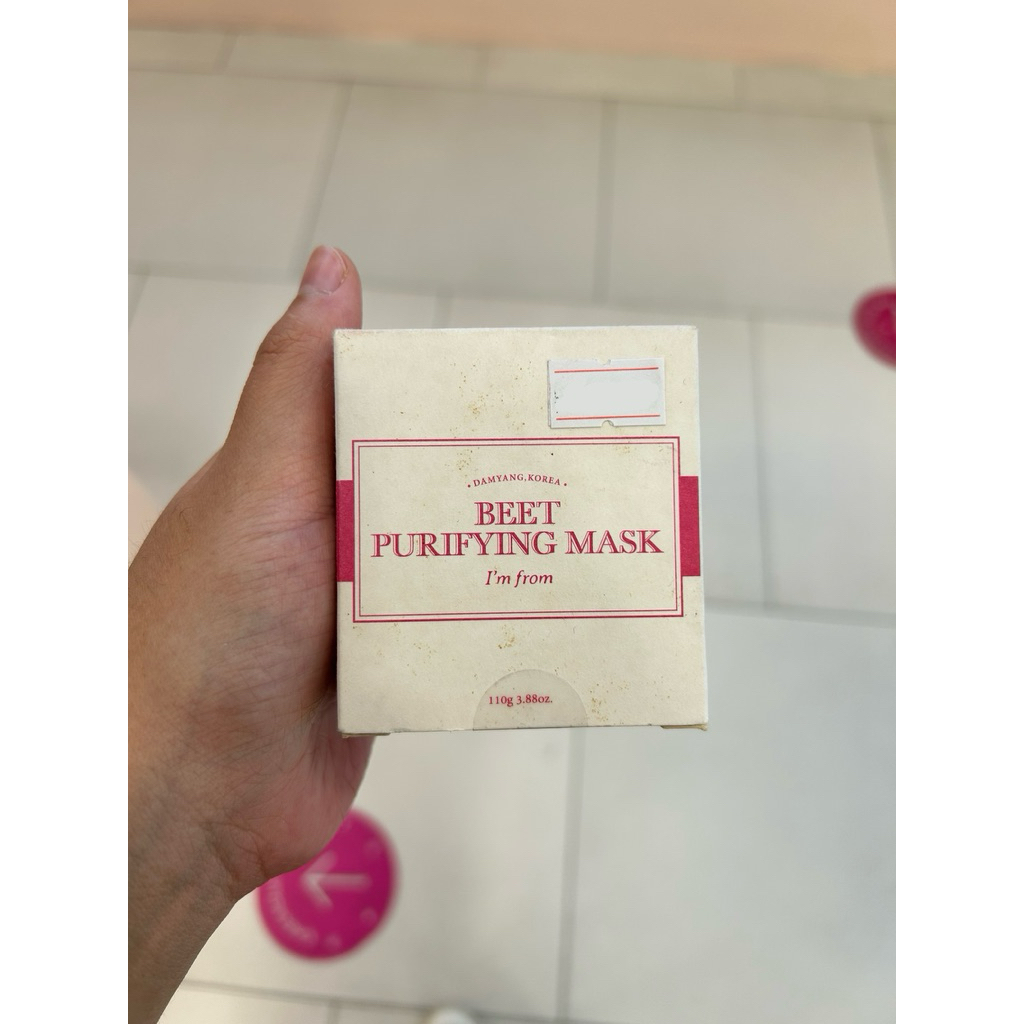 • DAMYANG,KOREA •
BEET
PURIFYING MASK
I'm from
110g 3.88oz.